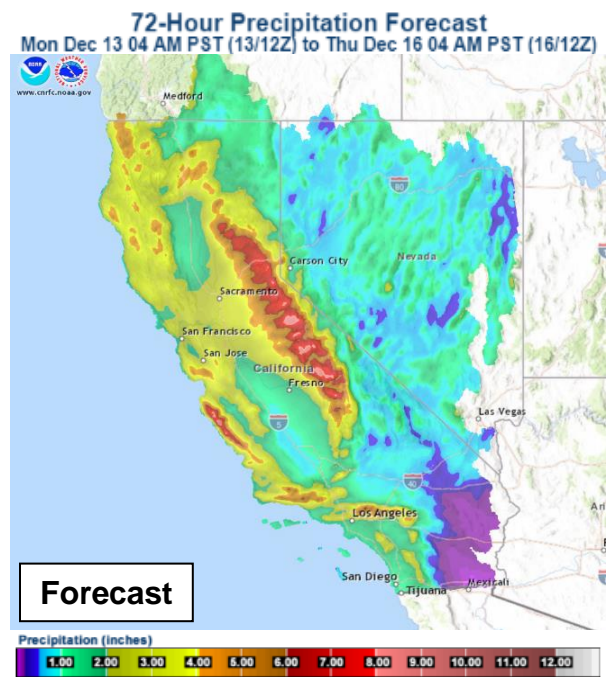 72-Hour Precipitation Forecast
Mon Dec 13 04 AM PST (13/12Z) to Thu Dec 16 04 AM PST (16/12Z)
www.cnrfc.noaa.gov
Medford
80
Nevada
Carson City
Sacramento
San Francisco
San Jose
California
Fresno
5
Las Vegas
40
Ari
Los Angeles
San Diego
Mexicali
Tijuana
Forecast
Precipitation (inches)
1.00 2.00 3.00 4.00 5.00 6.00 7.00 8.00 9.00 10.00 11.00 12.00